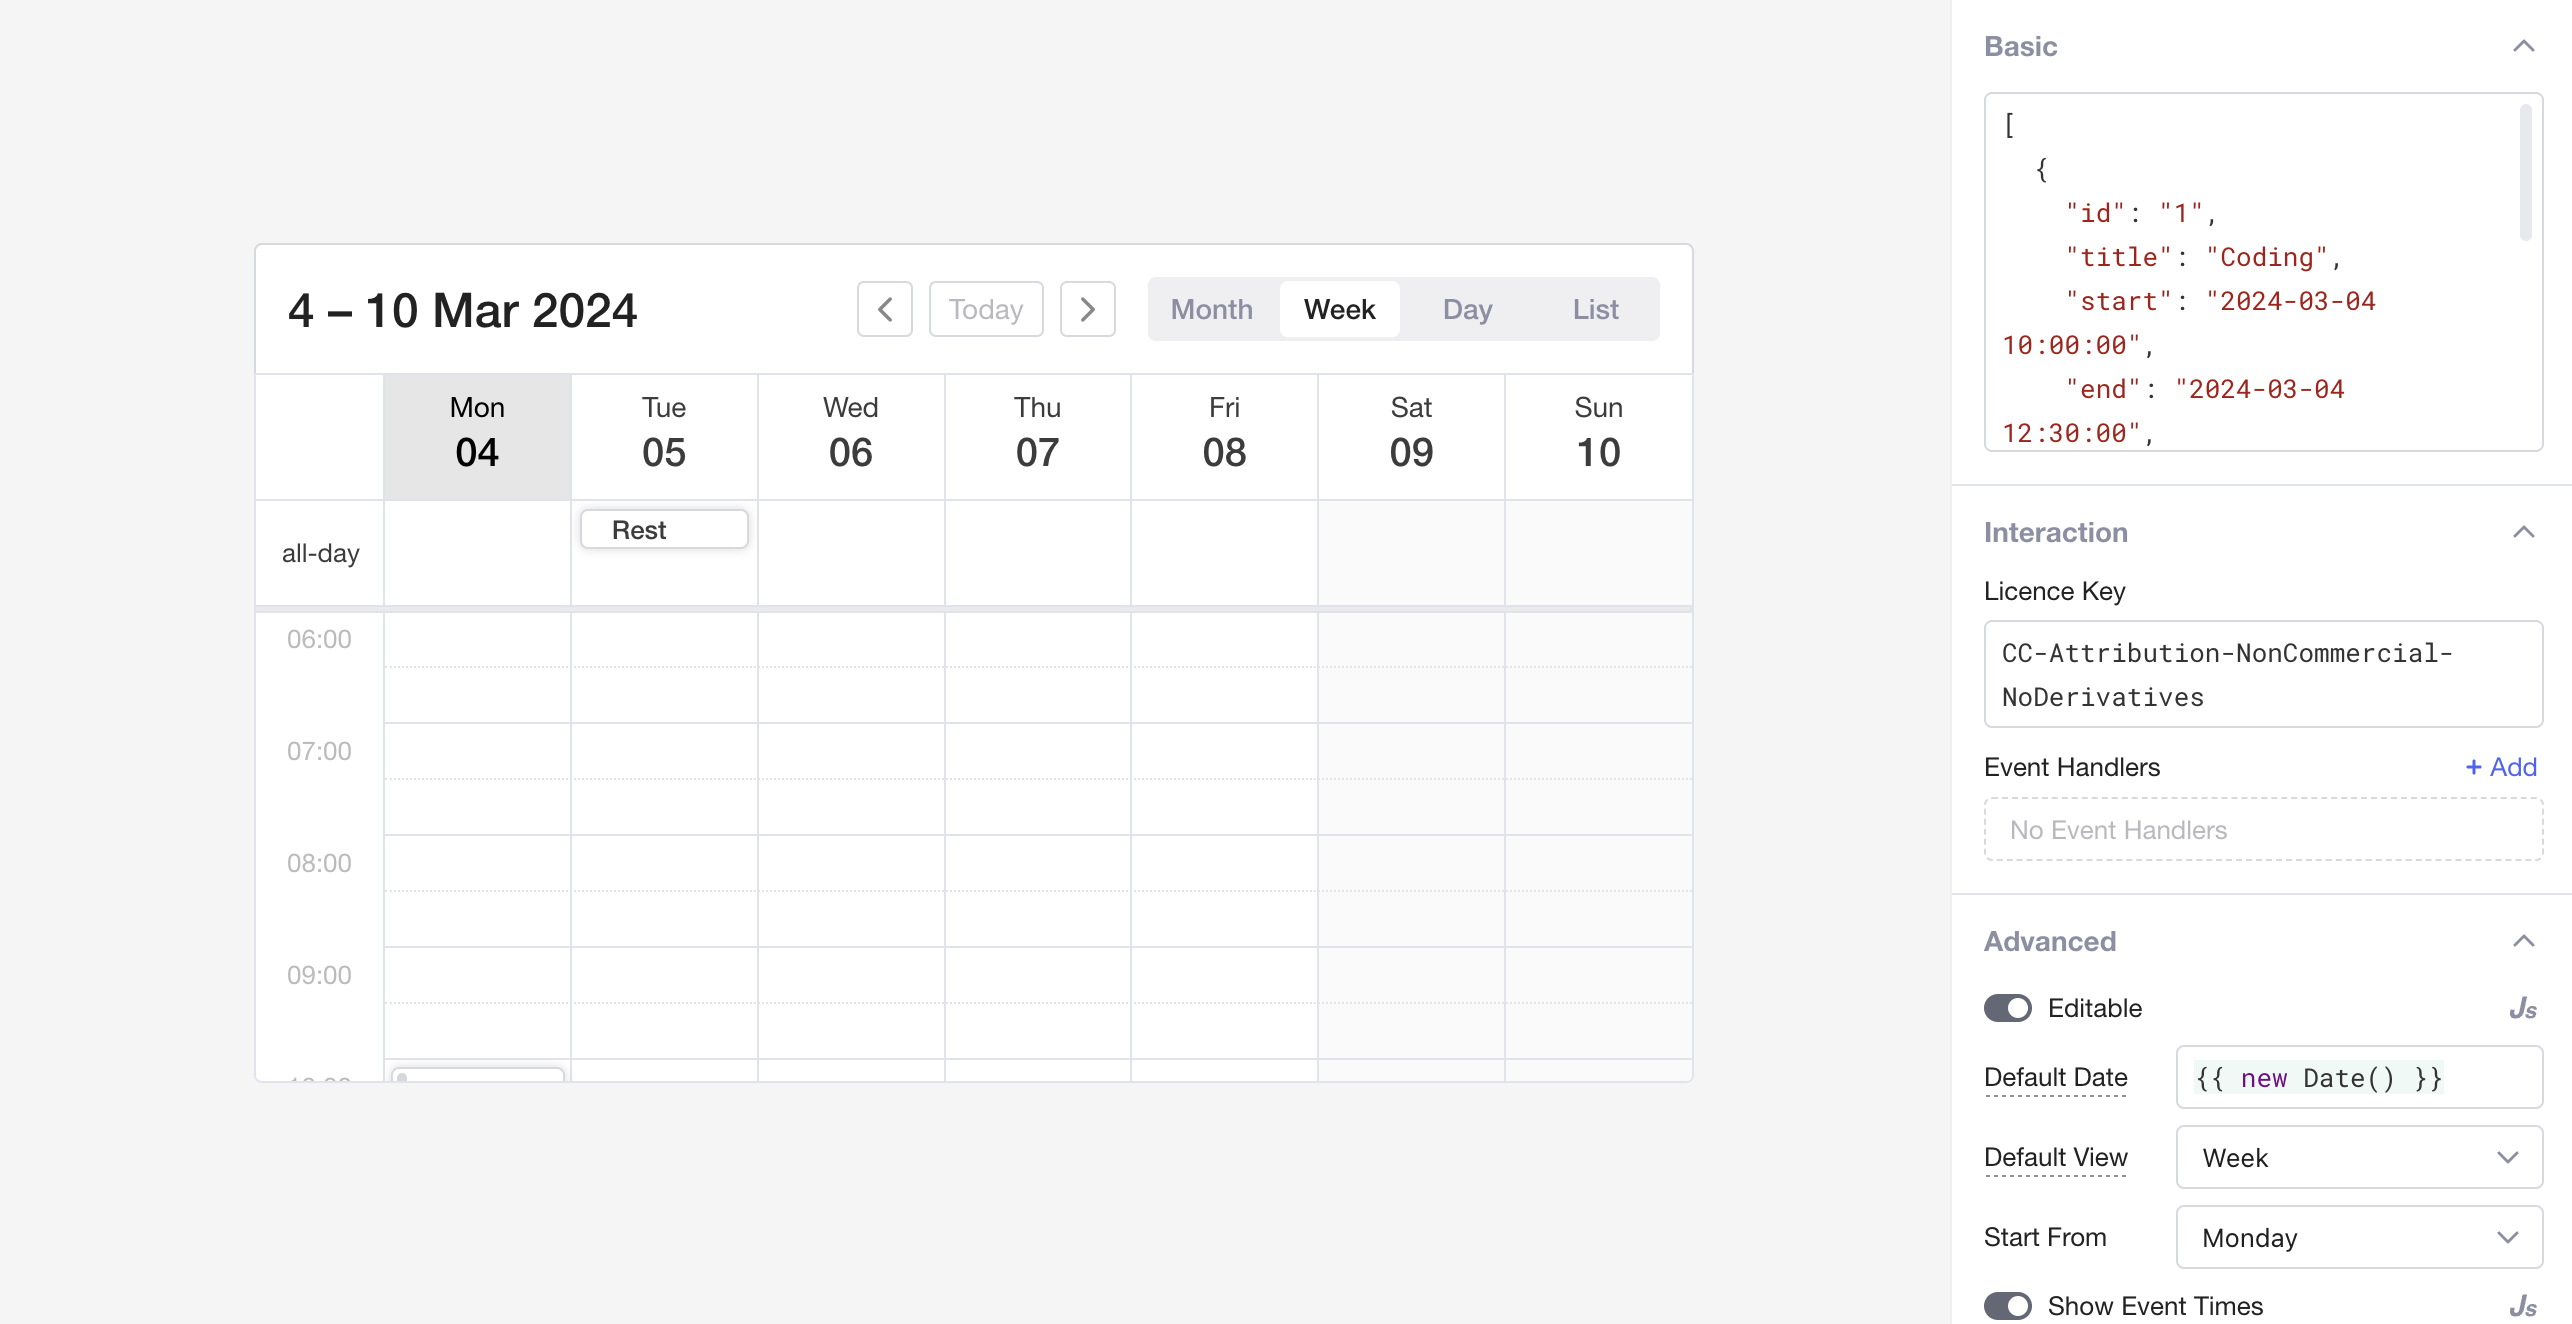 4 – 10 Mar 2024
Today
Month Week Day List
Mon Tue Wed Thu Fri Sat Sun
04 05 06 07 08 09 10
all-day
Rest
06:00
07:00
08:00
09:00
Basic
[
{
"id": "1",
"title": "Coding",
"start": "2024-03-04
10:00:00",
"end": "2024-03-04
12:30:00",
Interaction
Licence Key
CC-Attribution-NonCommercial-
NoDerivatives
Event Handlers + Add
No Event Handlers
Advanced
Editable Js
Default Date {{ new Date() }}
Default View Week
Start From Monday
Show Event Times Js